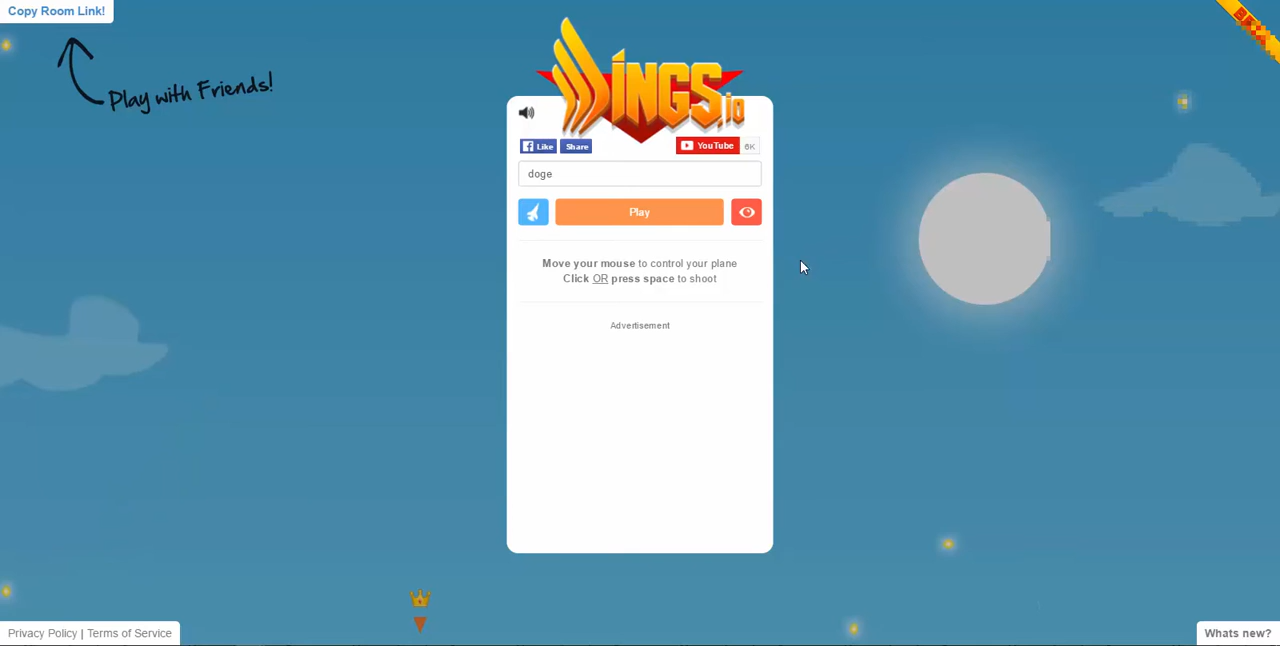 Copy Room Link!
Play with Friends!
WINGS.io
Like
Share
YouTube
6K
doge
Play
Move your mouse to control your plane
Click OR press space to shoot
Advertisement
Privacy Policy | Terms of Service
Whats new?